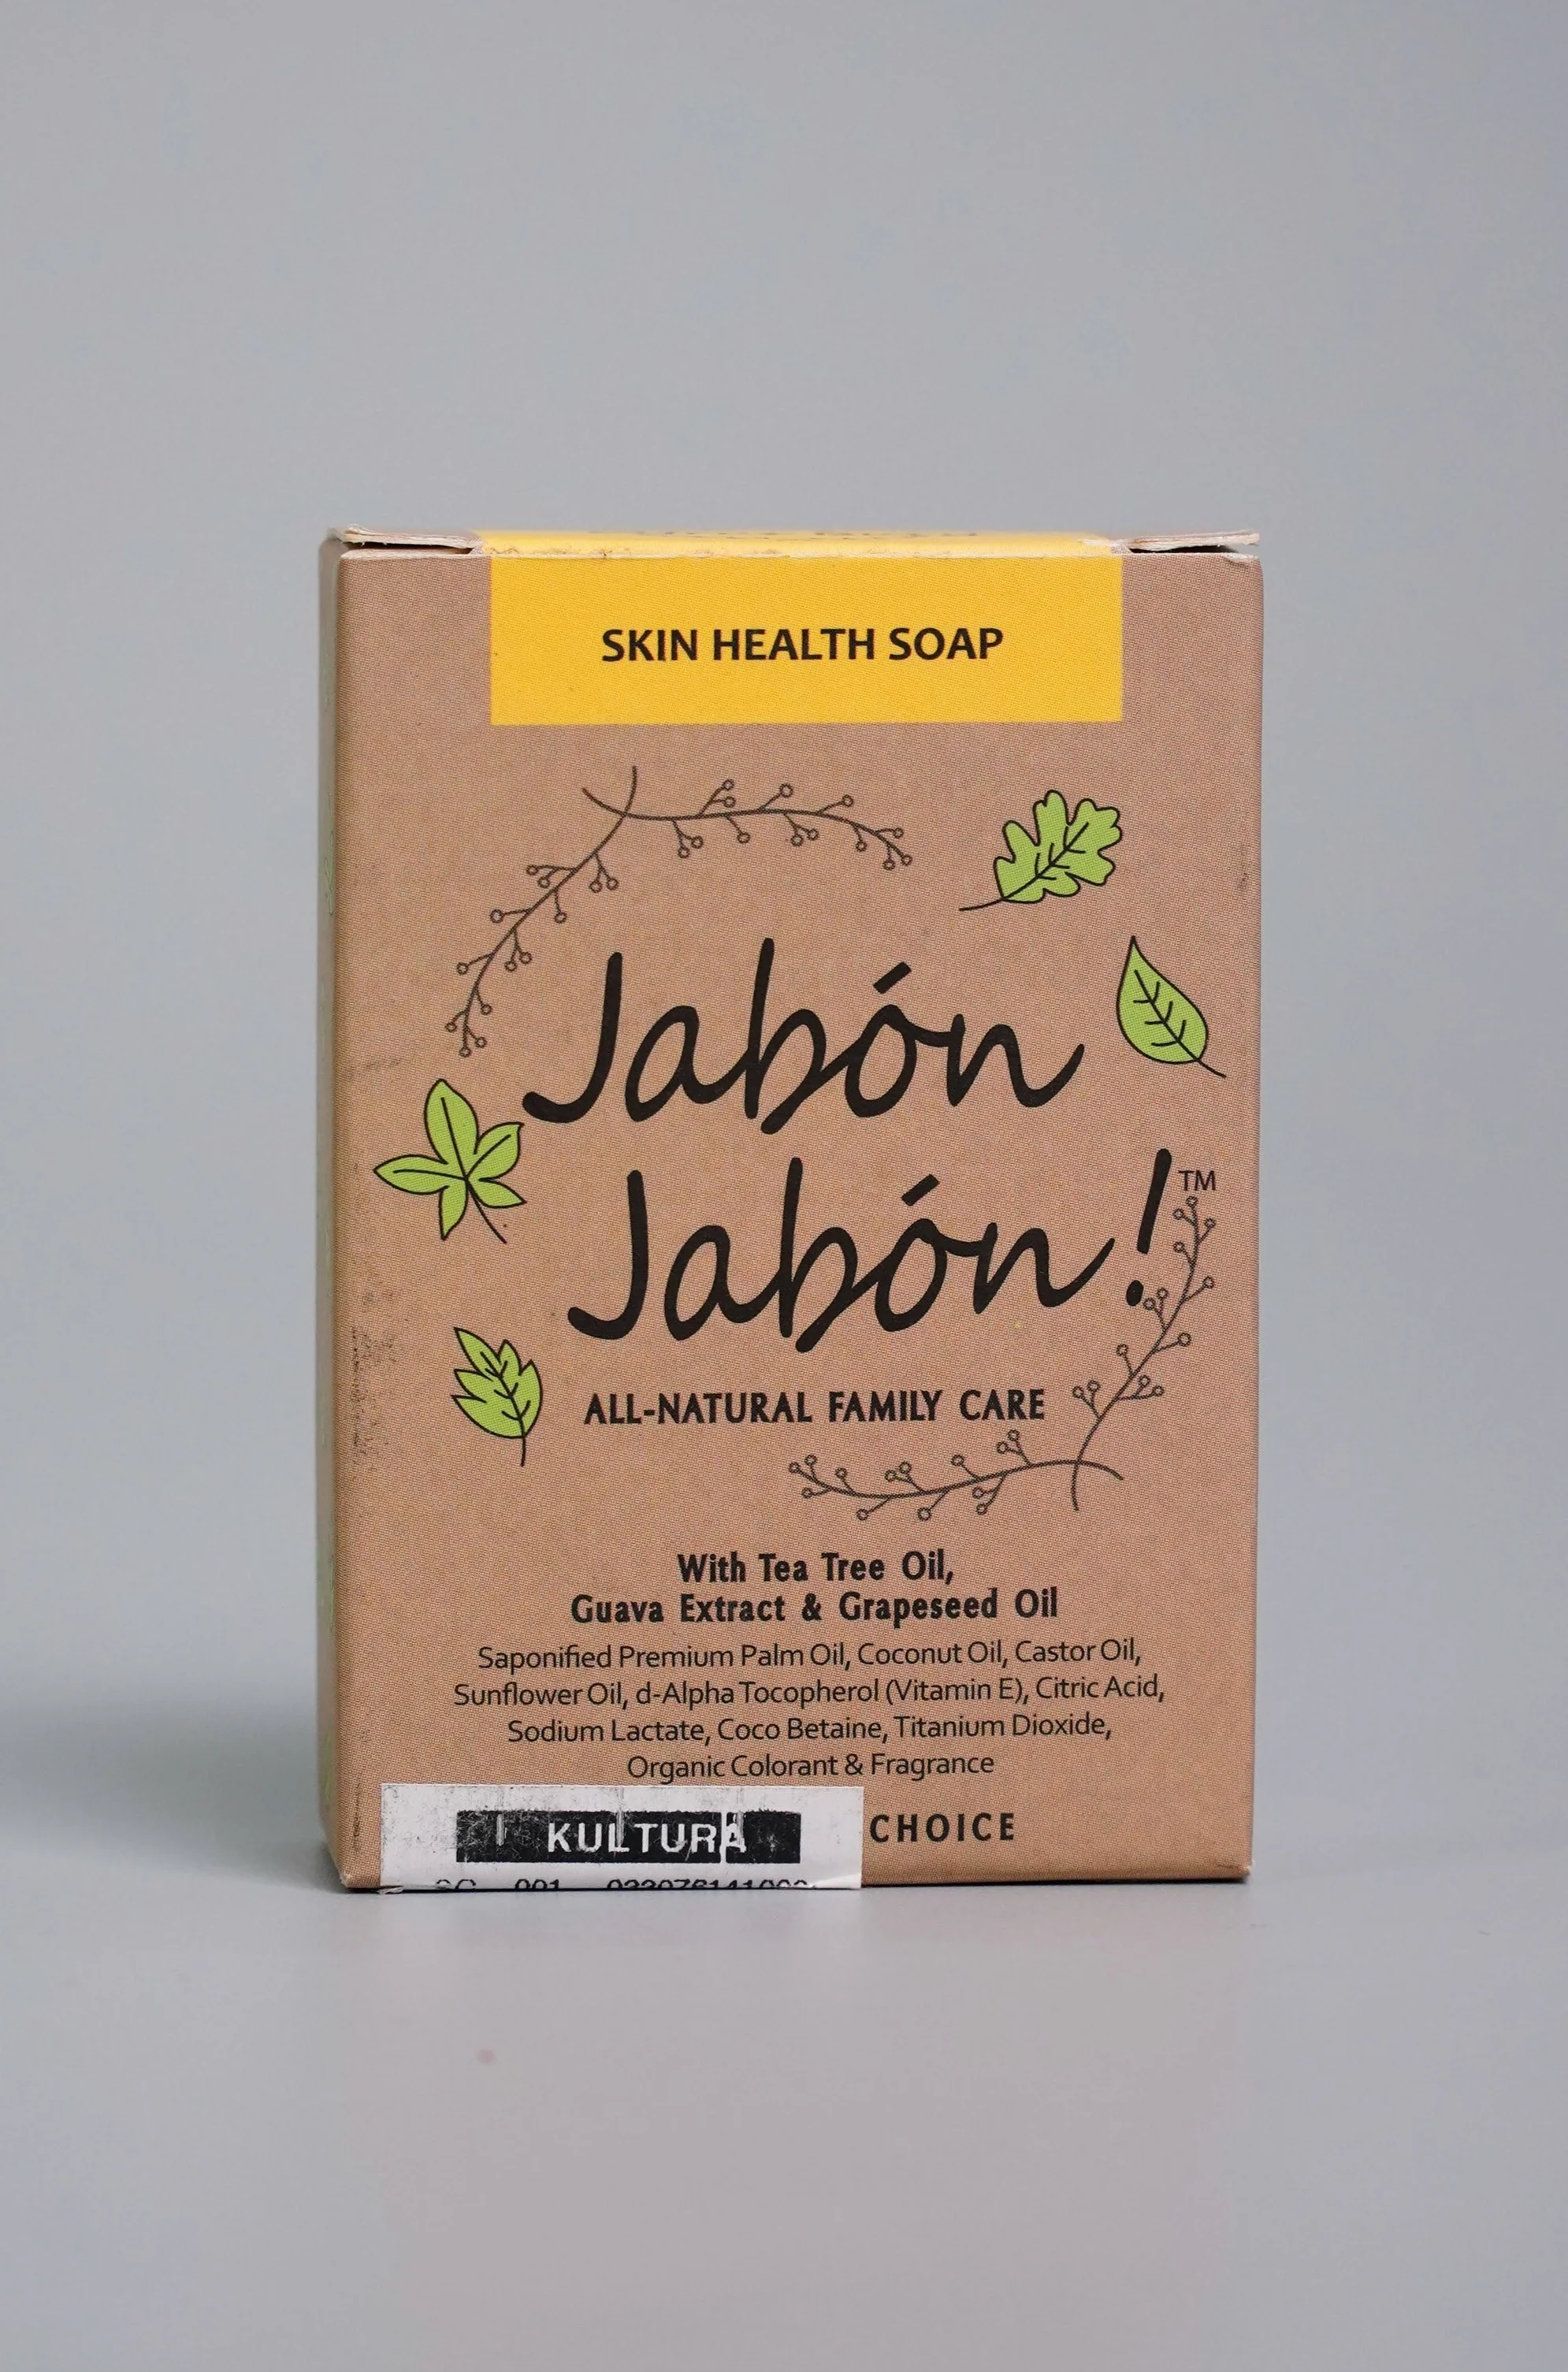 SKIN HEALTH SOAP
Jabón
Jabón!™
ALL-NATURAL FAMILY CARE
With Tea Tree Oil,
Guava Extract & Grapeseed Oil
Saponified Premium Palm Oil, Coconut Oil, Castor Oil,
Sunflower Oil, d-Alpha Tocopherol (Vitamin E), Citric Acid,
Sodium Lactate, Coco Betaine, Titanium Dioxide,
Organic Colorant & Fragrance
CHOICE
KULTURA